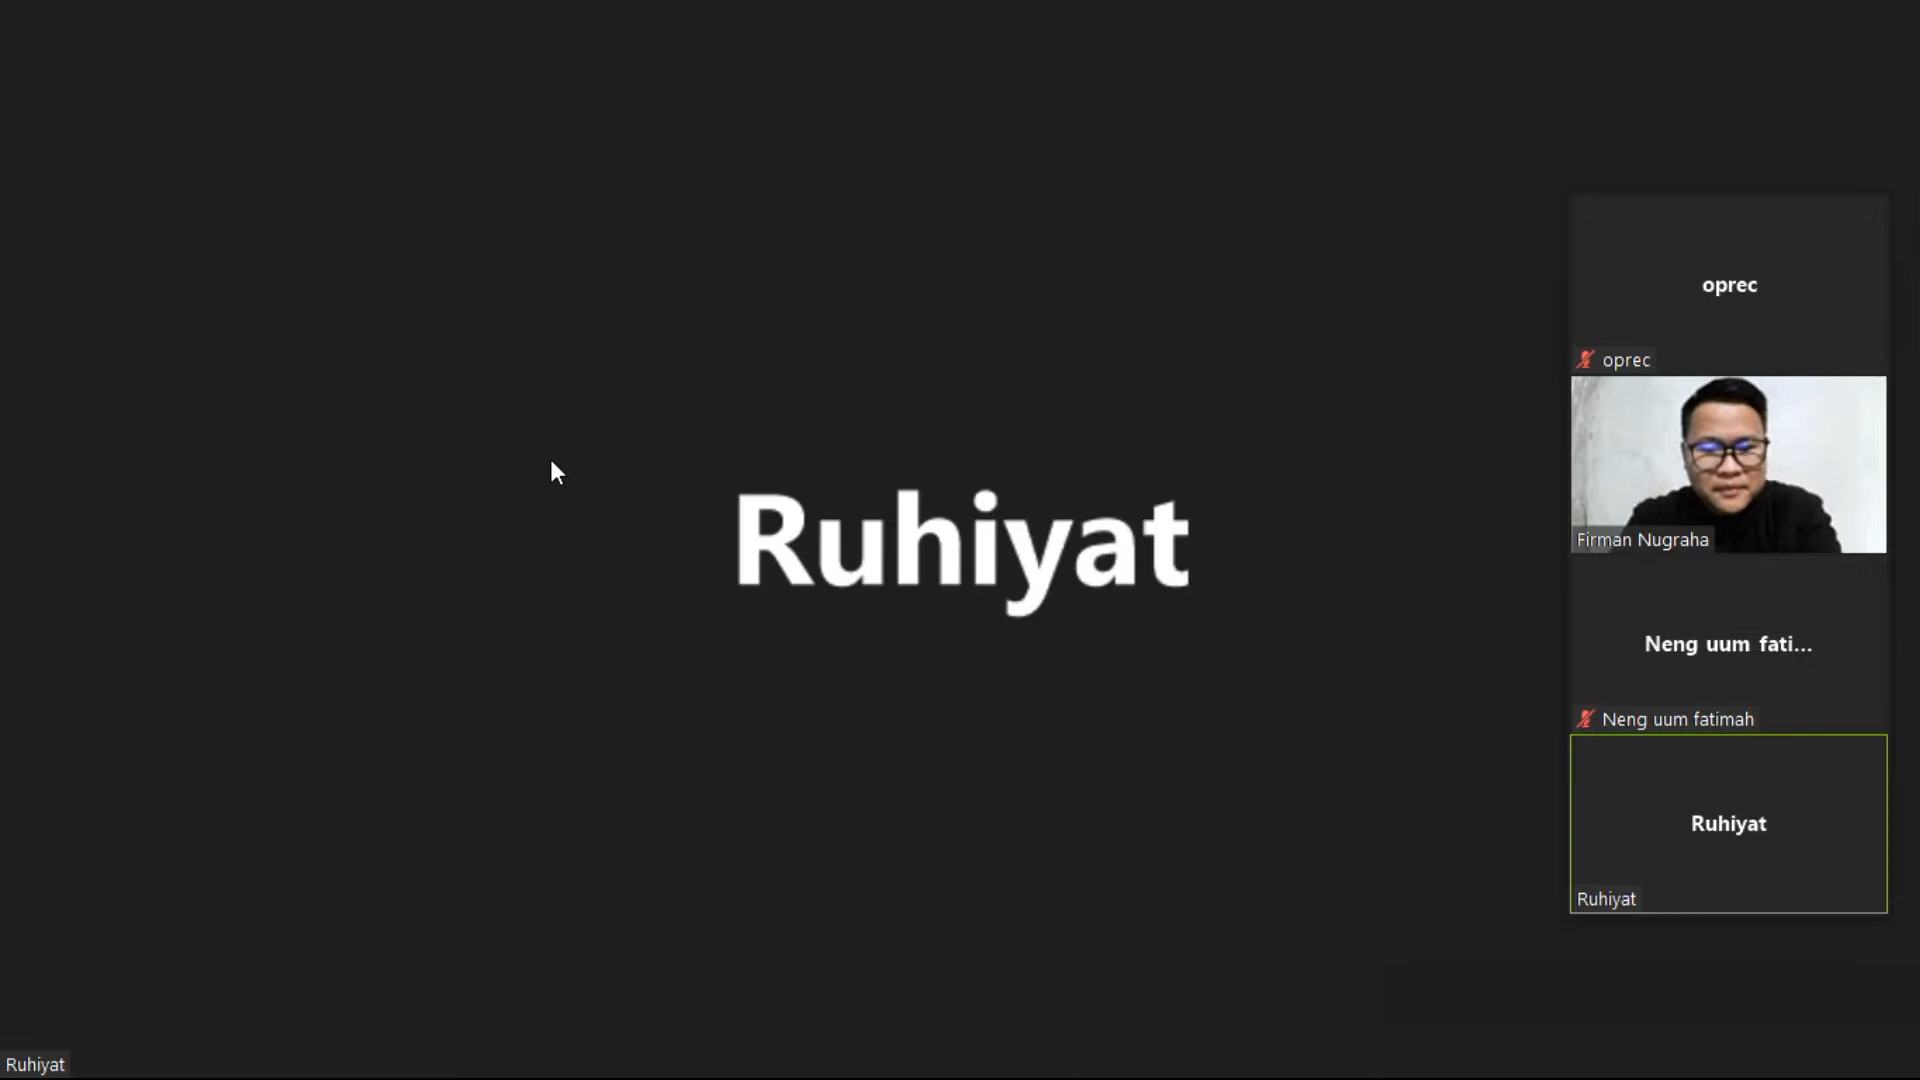 Ruhiyat
oprec
oprec
Firman Nugraha
Neng uum fati...
Neng uum fatimah
Ruhiyat
Ruhiyat
Ruhiyat